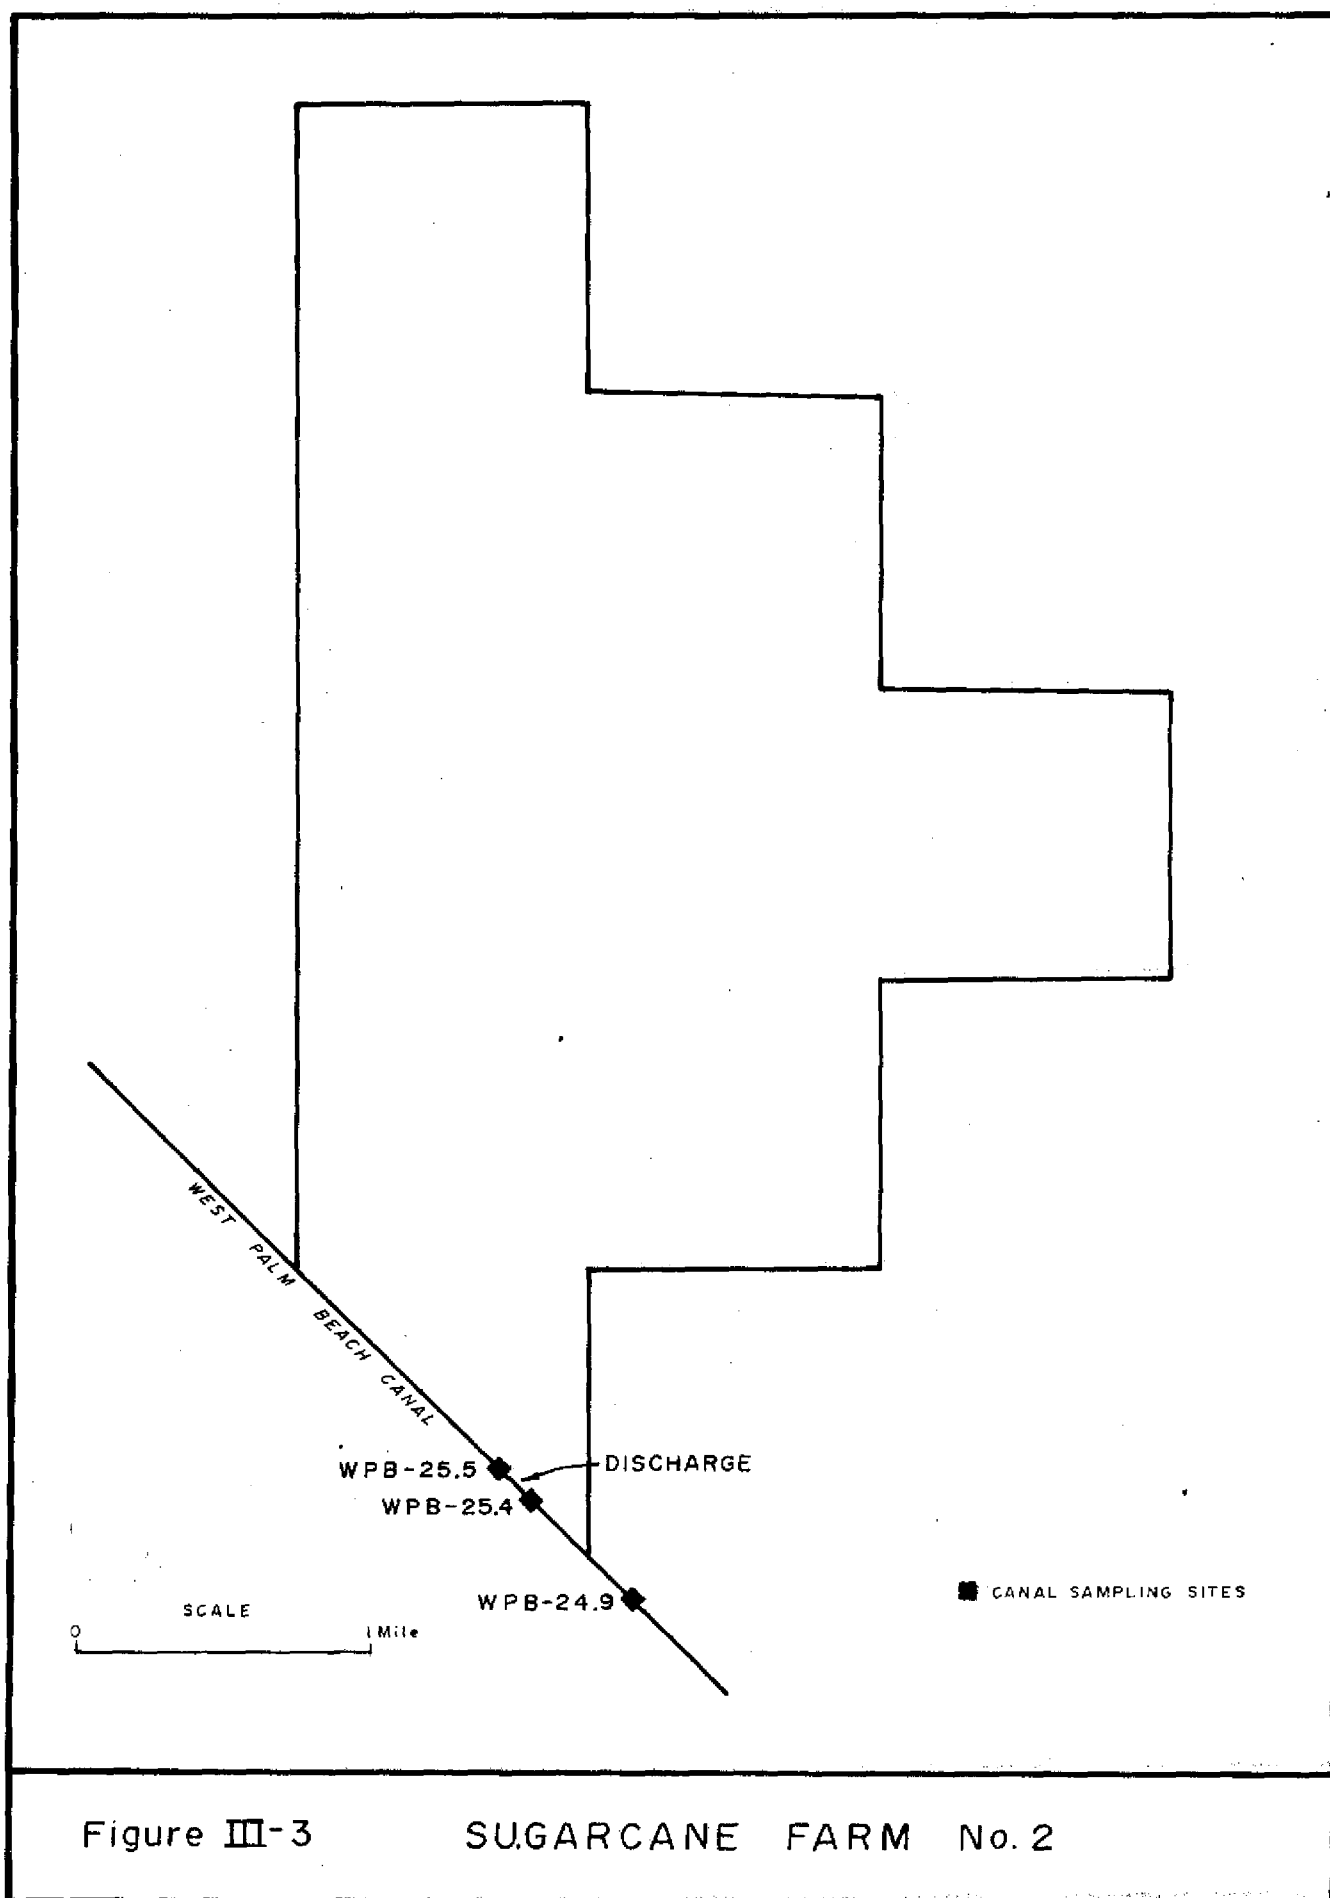 WEST PALM BEACH CANAL
WPB-25.5
DISCHARGE
WPB-25.4
WPB-24.9
CANAL SAMPLING SITES
SCALE
0 1 Mile
Figure III-3 SUGARCANE FARM No. 2